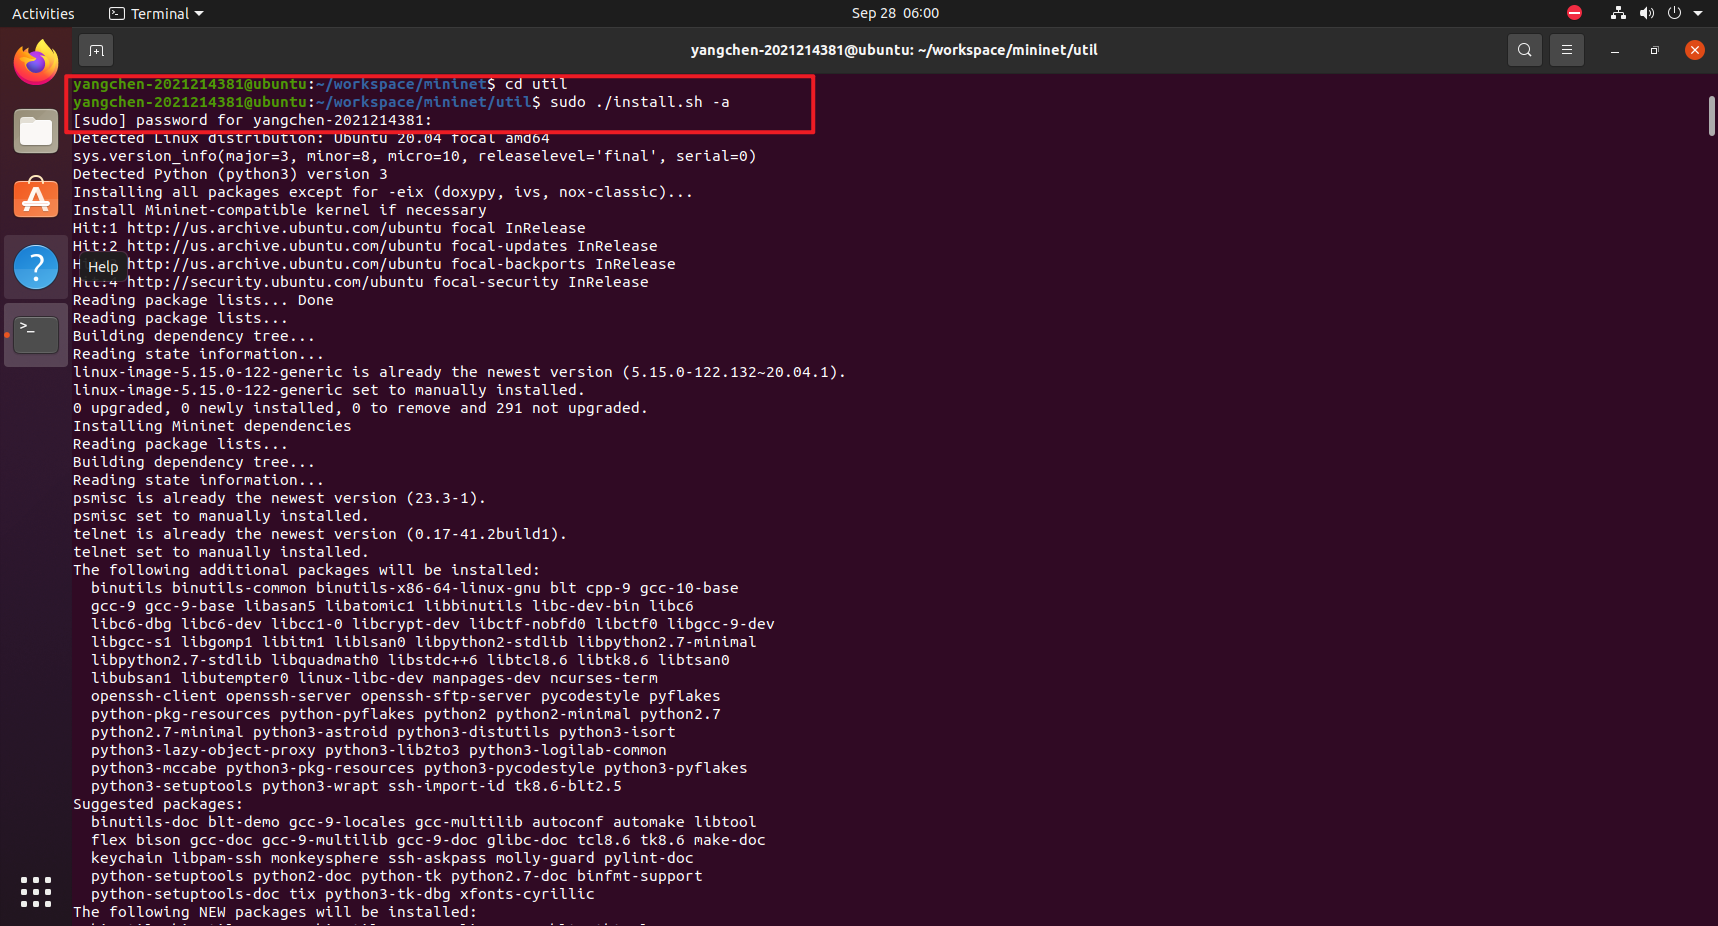 Activities
Terminal
Sep 28 06:00
yangchen-2021214381@ubuntu: ~/workspace/mininet/util
yangchen-2021214381@ubuntu:~/workspace/mininet$ cd util
yangchen-2021214381@ubuntu:~/workspace/mininet/util$ sudo ./install.sh -a
[sudo] password for yangchen-2021214381:
Detected Linux distribution: Ubuntu 20.04 focal amd64
sys.version_info(major=3, minor=8, micro=10, releaselevel='final', serial=0)
Detected Python (python3) version 3
Installing all packages except for -eix (doxypy, ivs, nox-classic)...
Install Mininet-compatible kernel if necessary
Hit:1 http://us.archive.ubuntu.com/ubuntu focal InRelease
Hit:2 http://us.archive.ubuntu.com/ubuntu focal-updates InRelease
Help
http://us.archive.ubuntu.com/ubuntu focal-backports InRelease
Hit:4 http://security.ubuntu.com/ubuntu focal-security InRelease
Reading package lists... Done
Reading package lists...
Building dependency tree...
Reading state information...
linux-image-5.15.0-122-generic is already the newest version (5.15.0-122.132~20.04.1).
linux-image-5.15.0-122-generic set to manually installed.
0 upgraded, 0 newly installed, 0 to remove and 291 not upgraded.
Installing Mininet dependencies
Reading package lists...
Building dependency tree...
Reading state information...
psmisc is already the newest version (23.3-1).
psmisc set to manually installed.
telnet is already the newest version (0.17-41.2build1).
telnet set to manually installed.
The following additional packages will be installed:
binutils binutils-common binutils-x86-64-linux-gnu blt cpp-9 gcc-10-base
gcc-9 gcc-9-base libasan5 libatomic1 libbinutils libc-dev-bin libc6
libc6-dbg libc6-dev libcc1-0 libcrypt-dev libctf-nobfd0 libctf0 libgcc-9-dev
libgcc-s1 libgomp1 libitm1 liblsan0 libpython2-stdlib libpython2.7-minimal
libpython2.7-stdlib libquadmath0 libstdc++6 libtcl8.6 libtk8.6 libtsan0
libubsan1 libutempter0 linux-libc-dev manpages-dev ncurses-term
openssh-client openssh-server openssh-sftp-server pycodestyle pyflakes
python-pkg-resources python-pyflakes python2 python2-minimal python2.7
python2.7-minimal python3-astroid python3-distutils python3-isort
python3-lazy-object-proxy python3-lib2to3 python3-logilab-common
python3-mccabe python3-pkg-resources python3-pycodestyle python3-pyflakes
python3-setuptools python3-wrapt ssh-import-id tk8.6-blt2.5
Suggested packages:
binutils-doc blt-demo gcc-9-locales gcc-multilib autoconf automake libtool
flex bison gcc-doc gcc-9-multilib gcc-9-doc glibc-doc tcl8.6 tk8.6 make-doc
keychain libpam-ssh monkeysphere ssh-askpass molly-guard pylint-doc
python-setuptools python2-doc python-tk python2.7-doc binfmt-support
python-setuptools-doc tix python3-tk-dbg xfonts-cyrillic
The following NEW packages will be installed: